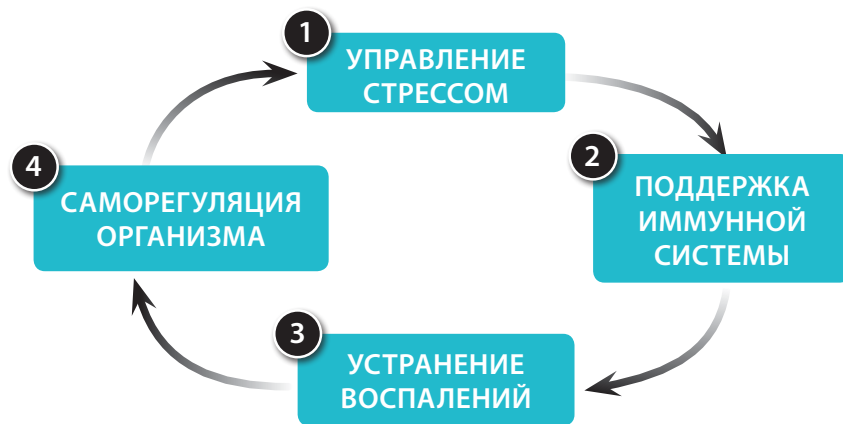 1
УПРАВЛЕНИЕ
СТРЕССОМ
2
ПОДДЕРЖКА
ИММУННОЙ
СИСТЕМЫ
3
УСТРАНЕНИЕ
ВОСПАЛЕНИЙ
4
САМОРЕГУЛЯЦИЯ
ОРГАНИЗМА